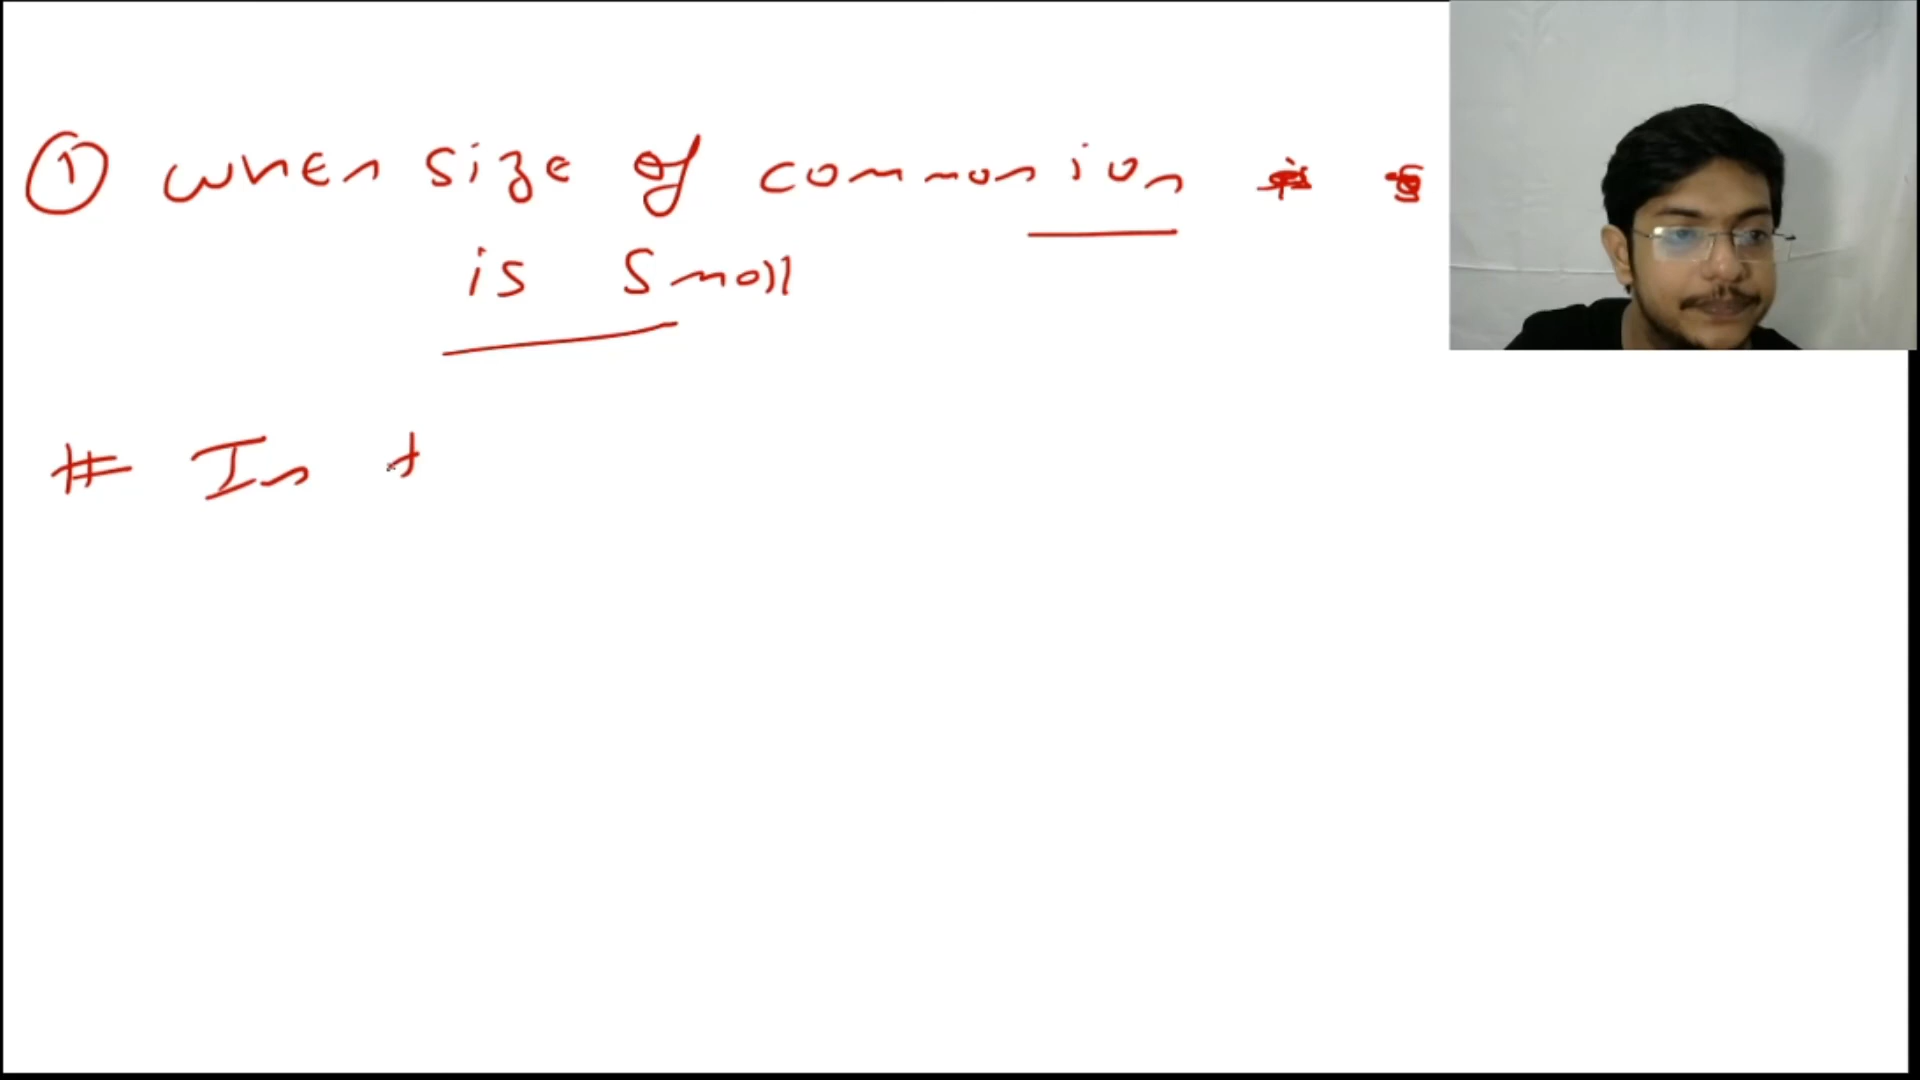 ① when size of common ion
is small
# In t